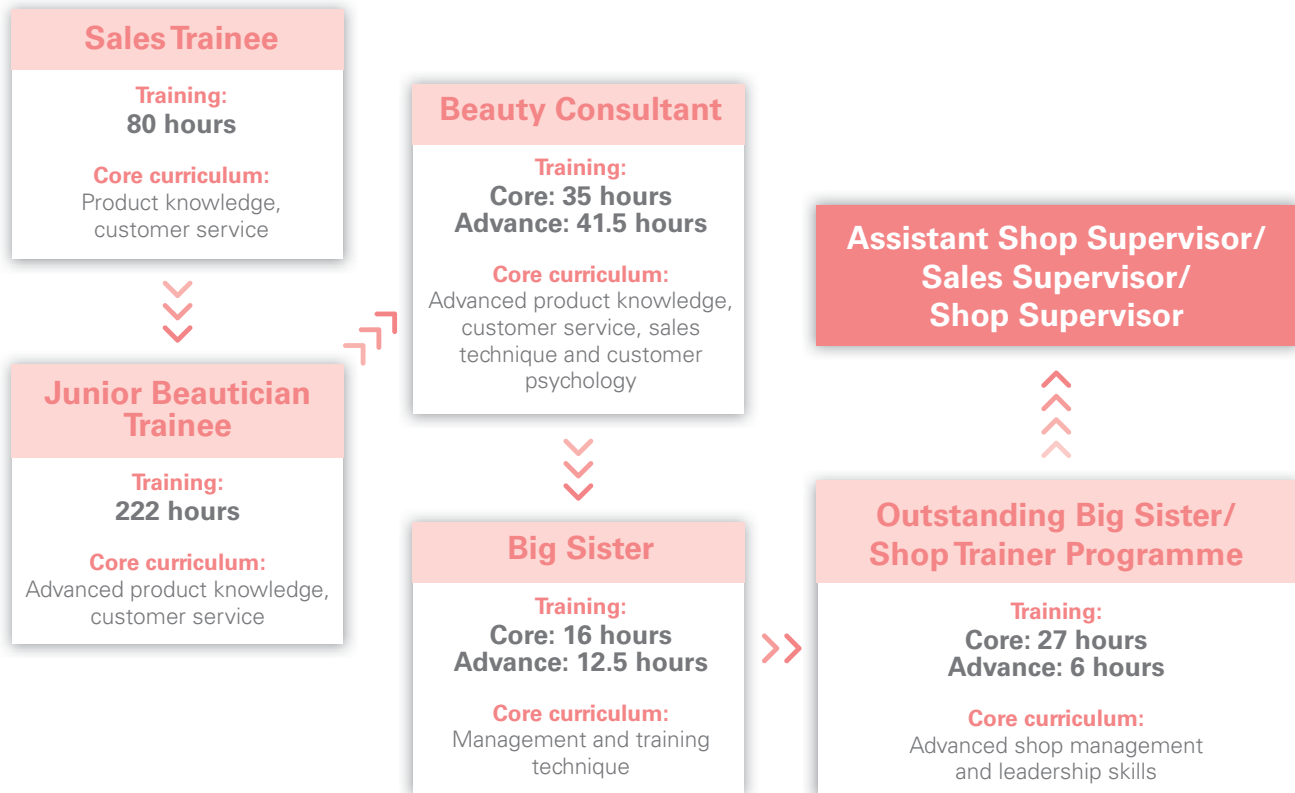 Sales Trainee
Training:
80 hours
Core curriculum:
Product knowledge,
customer service
Junior Beautician
Trainee
Training:
222 hours
Core curriculum:
Advanced product knowledge,
customer service
Beauty Consultant
Training:
Core: 35 hours
Advance: 41.5 hours
Core curriculum:
Advanced product knowledge,
customer service, sales
technique and customer
psychology
Big Sister
Training:
Core: 16 hours
Advance: 12.5 hours
Core curriculum:
Management and training
technique
Outstanding Big Sister/
Shop Trainer Programme
Training:
Core: 27 hours
Advance: 6 hours
Core curriculum:
Advanced shop management
and leadership skills
Assistant Shop Supervisor/
Sales Supervisor/
Shop Supervisor